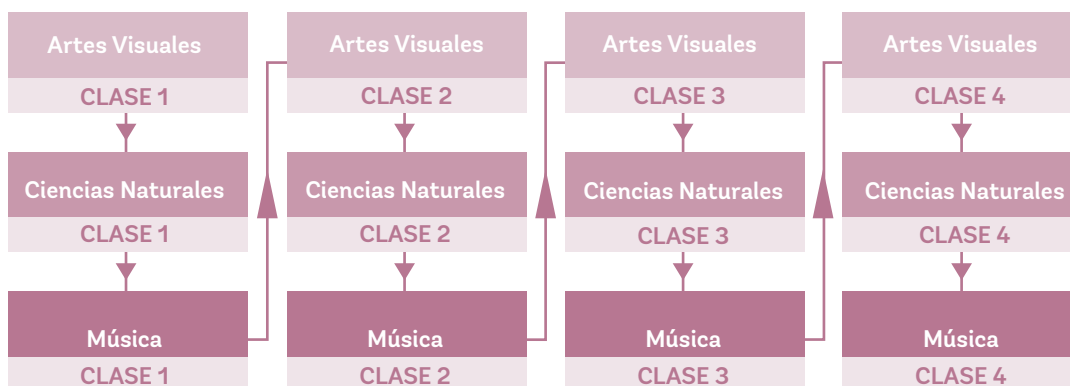 Artes Visuales
CLASE 1
Ciencias Naturales
CLASE 1
Música
CLASE 1
Artes Visuales
CLASE 2
Ciencias Naturales
CLASE 2
Música
CLASE 2
Artes Visuales
CLASE 3
Ciencias Naturales
CLASE 3
Música
CLASE 3
Artes Visuales
CLASE 4
Ciencias Naturales
CLASE 4
Música
CLASE 4